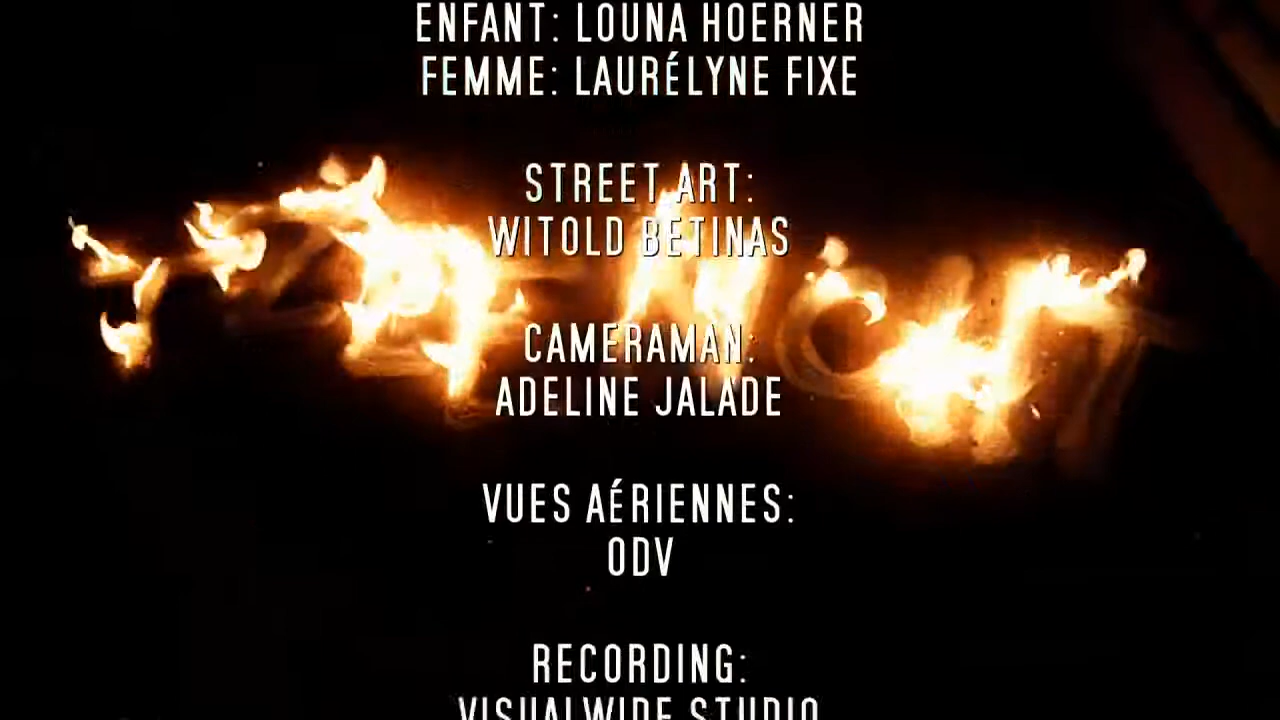 ENFANT: LOUNA HOERNER
FEMME: LAURÉLYNE FIXE
STREET ART:
WITOLD BETINAS
CAMERAMAN:
ADELINE JALADE
VUES AÉRIENNES:
ODV
RECORDING:
VISUALWIDE STUDIO